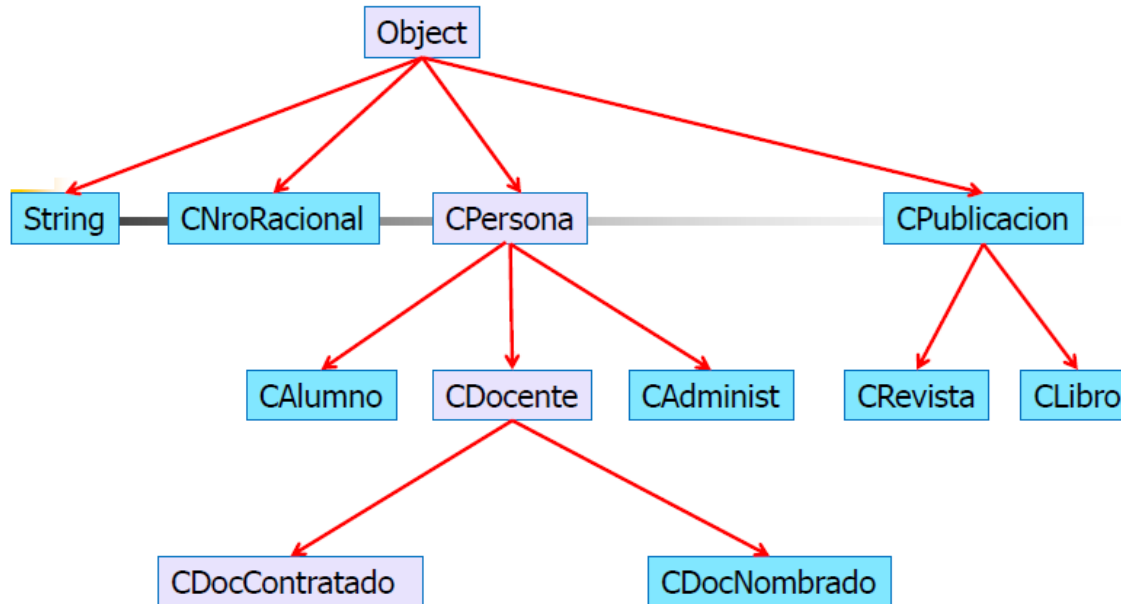 Object
String
CNroRacional
CPersona
CPublicacion
CAlumno
CDocente
CAdminist
CRevista
CLibro
CDocContratado
CDocNombrado